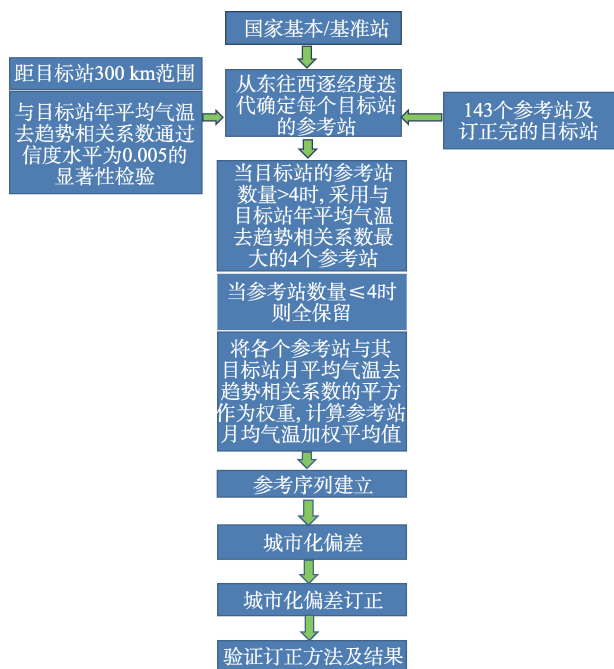 国家基本/基准站
距目标站300 km范围
与目标站年平均气温
去趋势相关系数通过
信度水平为0.005的
显著性检验
从东往西逐经度迭
代确定每个目标站
的参考站
143个参考站及
订正完的目标站
当目标站的参考站
数量>4时, 采用与
目标站年平均气温
去趋势相关系数最
大的4个参考站
当参考站数量≤4时
则全保留
将各个参考站与其
目标站月平均气温去
趋势相关系数的平方
作为权重, 计算参考站
月均气温加权平均值
参考序列建立
城市化偏差
城市化偏差订正
验证订正方法及结果